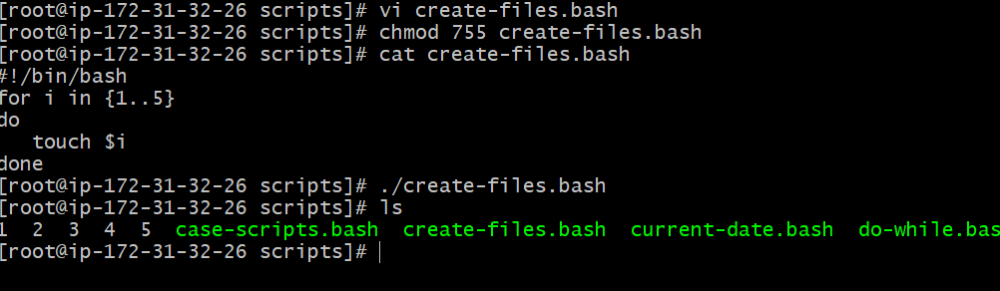 [root@ip-172-31-32-26 scripts]# vi create-files.bash
[root@ip-172-31-32-26 scripts]# chmod 755 create-files.bash
[root@ip-172-31-32-26 scripts]# cat create-files.bash
#!/bin/bash
for i in {1..5}
do
   touch $i
done
[root@ip-172-31-32-26 scripts]# ./create-files.bash
[root@ip-172-31-32-26 scripts]# ls
1  2  3  4  5  case-scripts.bash  create-files.bash  current-date.bash  do-while.bas
[root@ip-172-31-32-26 scripts]#